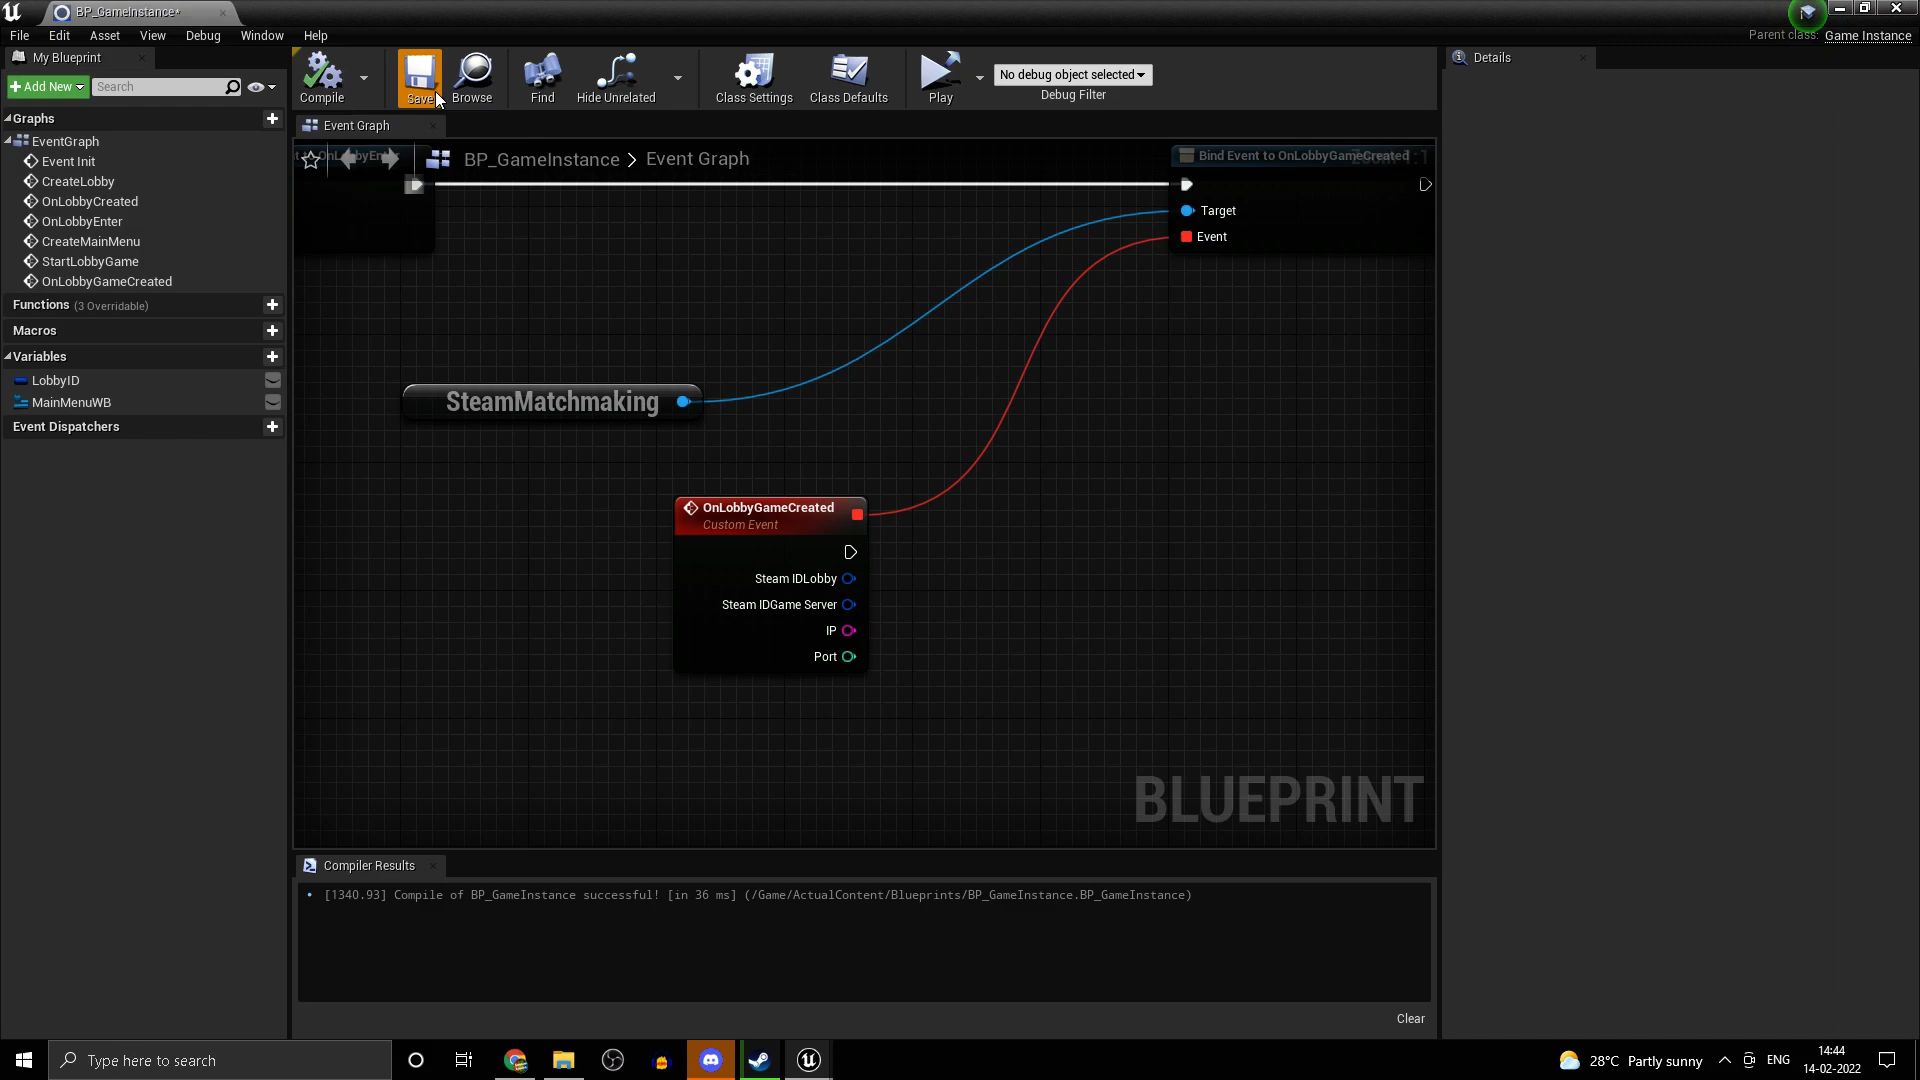 BP_GameInstance*
File Edit Asset View Window Debug Window Help
Parent class: Game Instance
My Blueprint
Add New
Search
Compile
Save
Browse
Find
Hide Unrelated
Class Settings
Class Defaults
Play
No debug object selected
Debug Filter
Details
Graphs
EventGraph
Event Init
CreateLobby
OnLobbyCreated
OnLobbyEnter
CreateMainMenu
StartLobbyGame
OnLobbyGameCreated
Functions (3 Overridable)
Macros
Variables
LobbyID
MainMenuWB
Event Dispatchers
Event Graph
BP_GameInstance > Event Graph
Bind Event to OnLobbyGameCreated
Target
Event
SteamMatchmaking
OnLobbyGameCreated
Custom Event
Steam IDLobby
Steam IDGame Server
IP
Port
BLUEPRINT
Compiler Results
• [1340.93] Compile of BP_GameInstance successful! [in 36 ms] (/Game/ActualContent/Blueprints/BP_GameInstance.BP_GameInstance)
Clear
Type here to search
28°C Partly sunny
ENG
14:44
14-02-2022